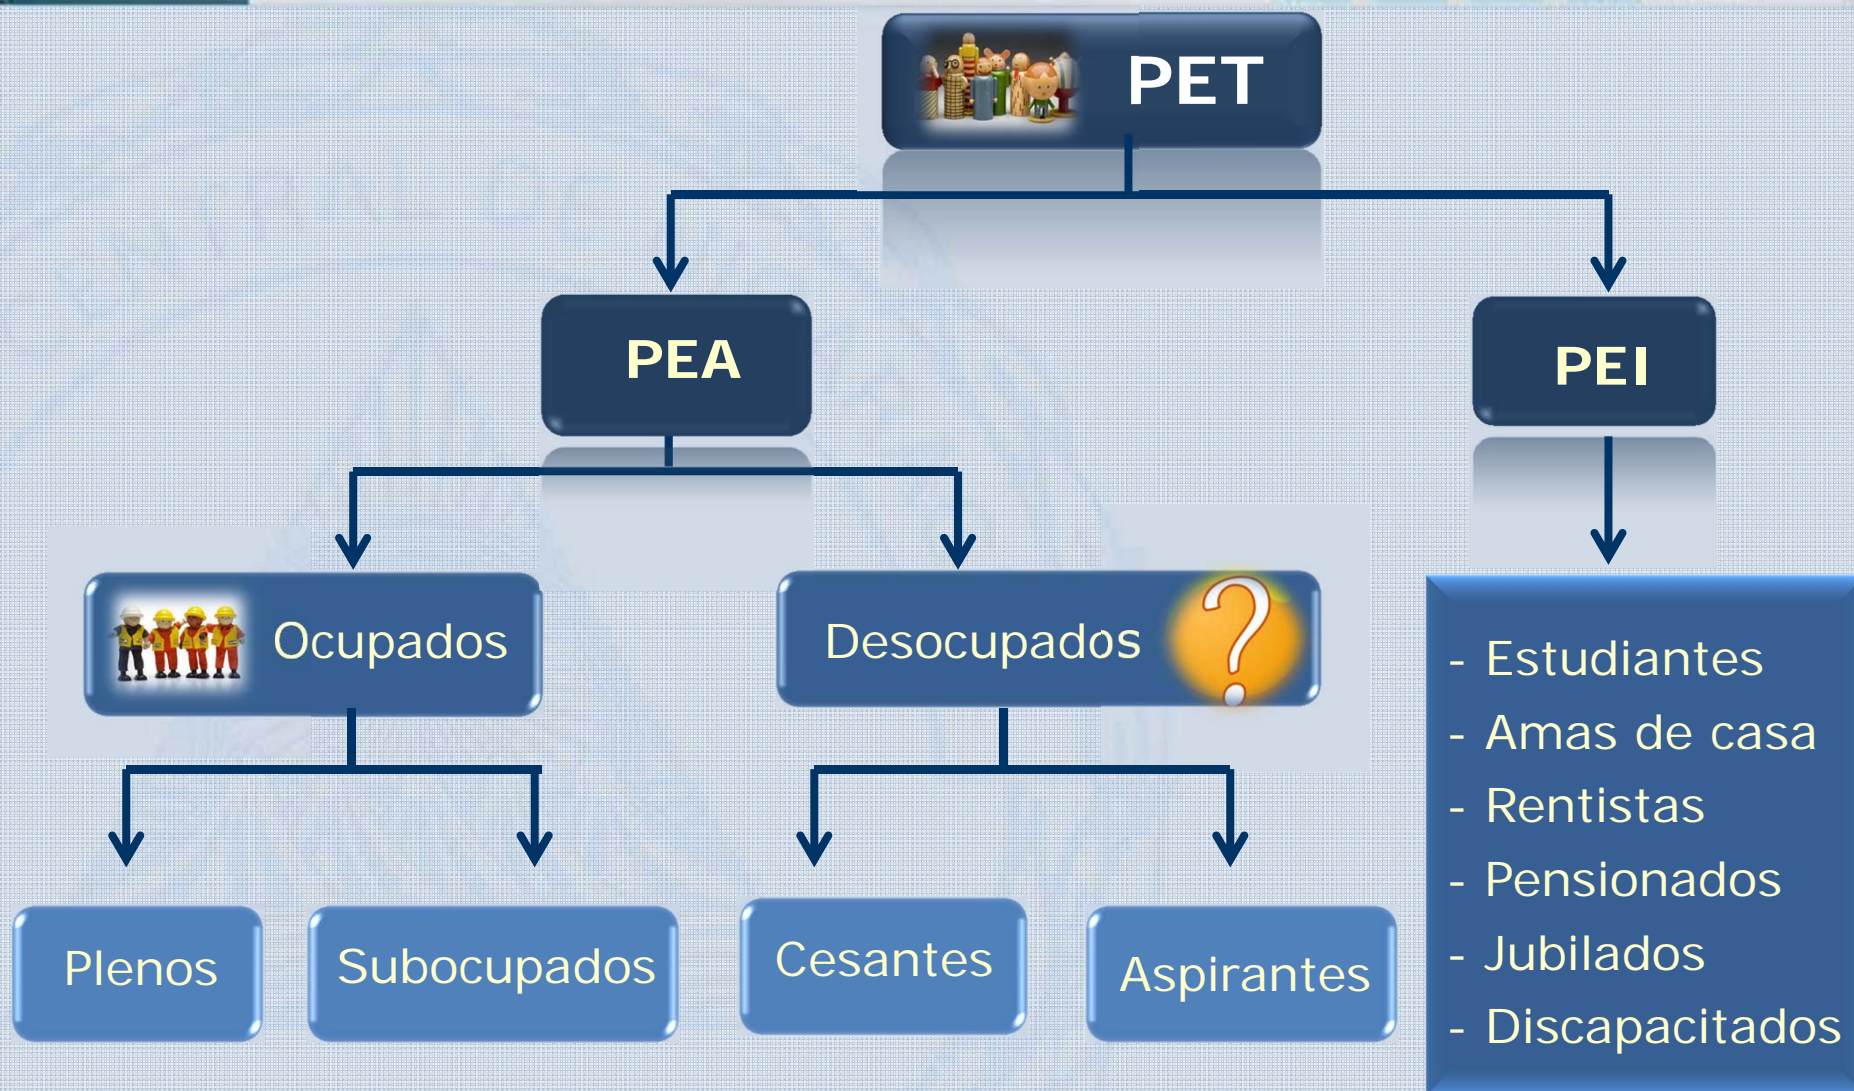 PET
PEA
PEI
Ocupados
Desocupados
?
- Estudiantes
- Amas de casa
- Rentistas
- Pensionados
- Jubilados
- Discapacitados
Plenos
Subocupados
Cesantes
Aspirantes